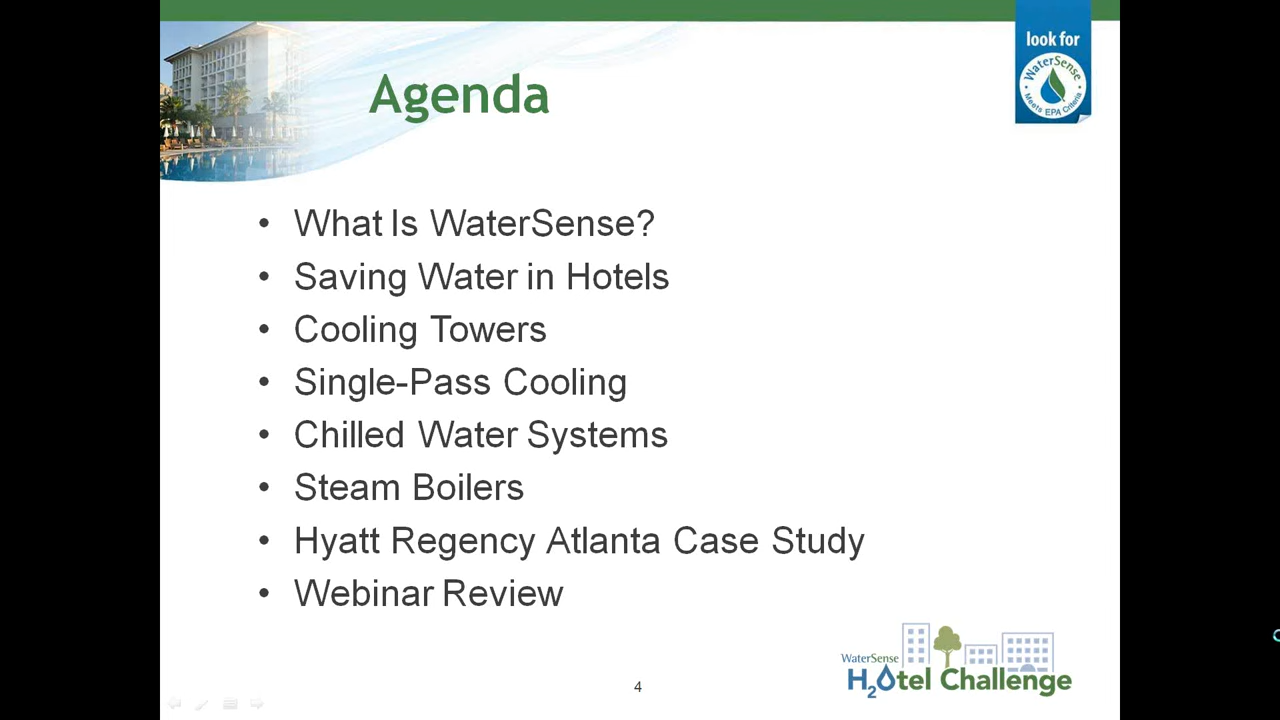 look for
WaterSense
Meets EPA Criteria
Agenda
• What Is WaterSense?
• Saving Water in Hotels
• Cooling Towers
• Single-Pass Cooling
• Chilled Water Systems
• Steam Boilers
• Hyatt Regency Atlanta Case Study
• Webinar Review
WaterSense
H2Otel Challenge
4